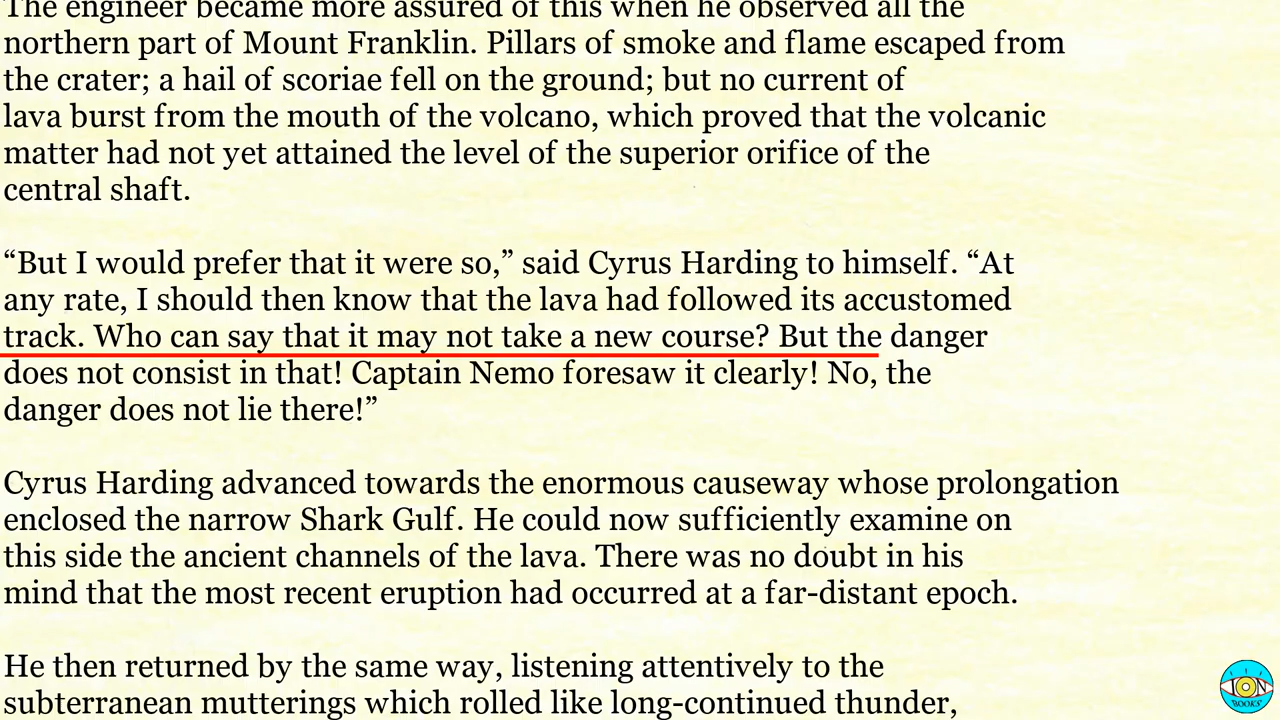 The engineer became more assured of this when he observed all the
northern part of Mount Franklin. Pillars of smoke and flame escaped from
the crater; a hail of scoriae fell on the ground; but no current of
lava burst from the mouth of the volcano, which proved that the volcanic
matter had not yet attained the level of the superior orifice of the
central shaft.
“But I would prefer that it were so,” said Cyrus Harding to himself. “At
any rate, I should then know that the lava had followed its accustomed
track. Who can say that it may not take a new course? But the danger
does not consist in that! Captain Nemo foresaw it clearly! No, the
danger does not lie there!”
Cyrus Harding advanced towards the enormous causeway whose prolongation
enclosed the narrow Shark Gulf. He could now sufficiently examine on
this side the ancient channels of the lava. There was no doubt in his
mind that the most recent eruption had occurred at a far-distant epoch.
He then returned by the same way, listening attentively to the
subterranean mutterings which rolled like long-continued thunder,
I
ION
BOOKS